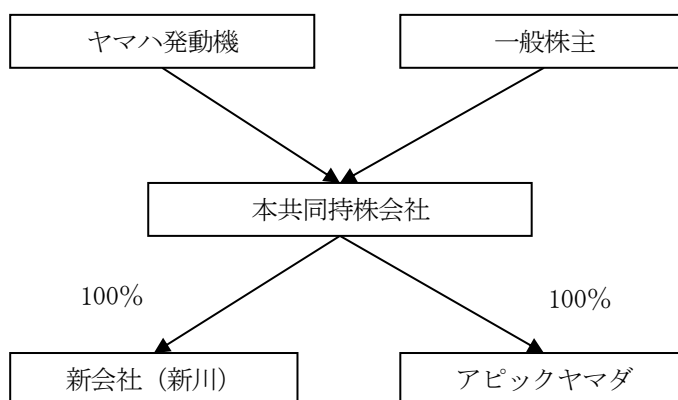 ヤマハ発動機
一般株主
本共同持株会社
100%
100%
新会社（新川）
アピックヤマダ